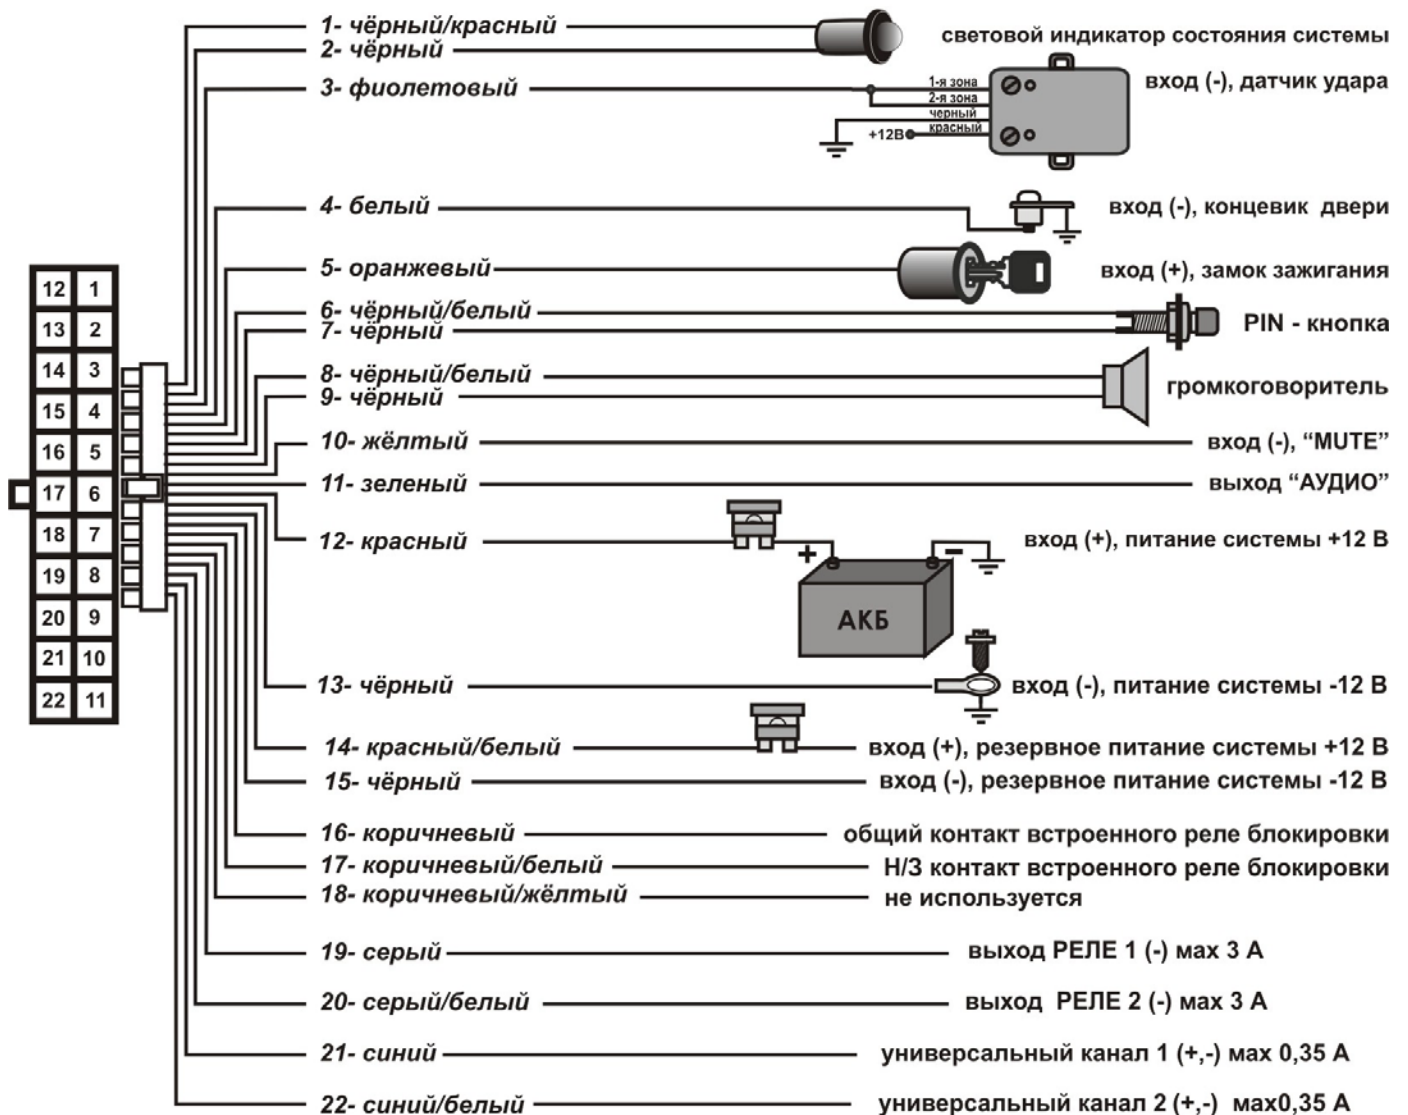 1- чёрный/красный
2- чёрный
световой индикатор состояния системы
3- фиолетовый
1-я зона
2-я зона
черный
красный
+12В
вход (-), датчик удара
4- белый
вход (-), концевик двери
5- оранжевый
вход (+), замок зажигания
6- чёрный/белый
7- чёрный
PIN - кнопка
8- чёрный/белый
9- чёрный
громкоговоритель
10- жёлтый
вход (-), “MUTE”
11- зеленый
выход “АУДИО”
12- красный
+
-
АКБ
вход (+), питание системы +12 В
13- чёрный
вход (-), питание системы -12 В
14- красный/белый
вход (+), резервное питание системы +12 В
15- чёрный
вход (-), резервное питание системы -12 В
16- коричневый
общий контакт встроенного реле блокировки
17- коричневый/белый
Н/З контакт встроенного реле блокировки
18- коричневый/жёлтый
не используется
19- серый
выход РЕЛЕ 1 (-) мах 3 А
20- серый/белый
выход РЕЛЕ 2 (-) мах 3 А
21- синий
универсальный канал 1 (+,-) мах 0,35 А
22- синий/белый
универсальный канал 2 (+,-) мах0,35 А
12 1
13 2
14 3
15 4
16 5
17 6
18 7
19 8
20 9
21 10
22 11